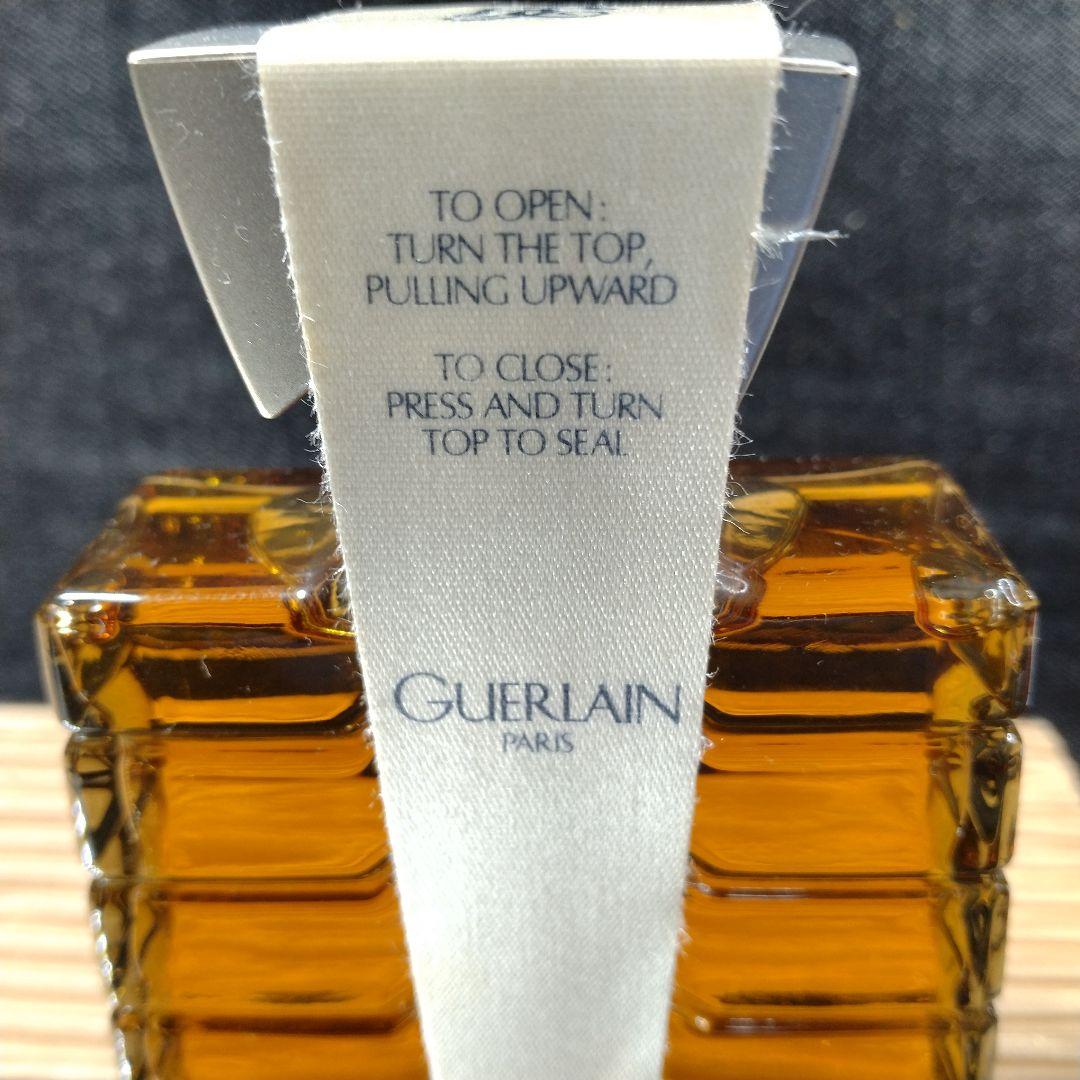 TO OPEN:
TURN THE TOP,
PULLING UPWARD
TO CLOSE:
PRESS AND TURN
TOP TO SEAL
GUERLAIN
PARIS